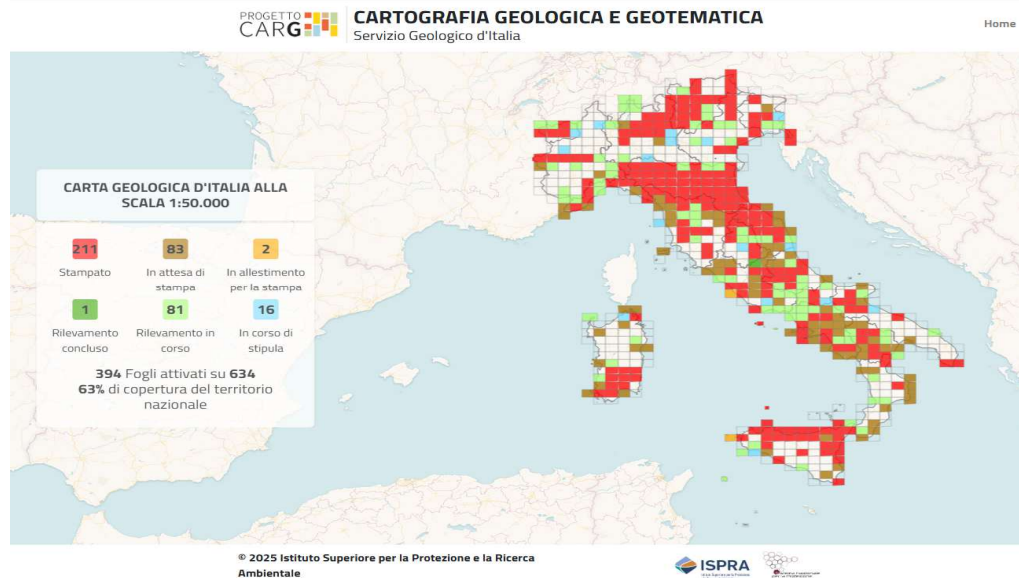 PROGETTO
CARG
CARTOGRAFIA GEOLOGICA E GEOTEMATICA
Servizio Geologico d'Italia
Home
CARTA GEOLOGICA D'ITALIA ALLA
SCALA 1:50.000
211
83
2
Stampato
In attesa di
stampa
In allestimento
per la stampa
1
81
16
Rilevamento
concluso
Rilevamento in
corso
In corso di
stipula
394 Fogli attivati su 634
63% di copertura del territorio
nazionale
© 2025 Istituto Superiore per la Protezione e la Ricerca
Ambientale
ISPRA